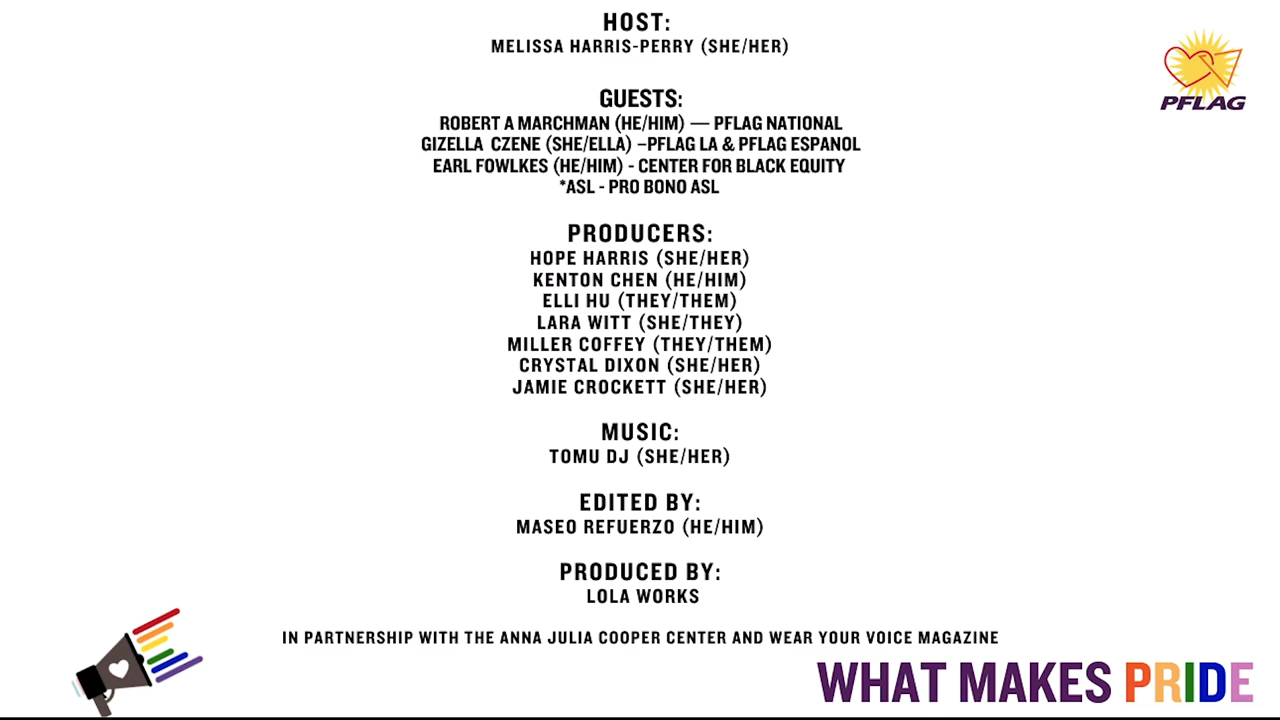 HOST:
MELISSA HARRIS-PERRY (SHE/HER)
PFLAG
GUESTS:
ROBERT A MARCHMAN (HE/HIM) — PFLAG NATIONAL
GIZELLA CZENE (SHE/ELLA) –PFLAG LA & PFLAG ESPANOL
EARL FOWLKES (HE/HIM) - CENTER FOR BLACK EQUITY
*ASL - PRO BONO ASL
PRODUCERS:
HOPE HARRIS (SHE/HER)
KENTON CHEN (HE/HIM)
ELLI HU (THEY/THEM)
LARA WITT (SHE/THEY)
MILLER COFFEY (THEY/THEM)
CRYSTAL DIXON (SHE/HER)
JAMIE CROCKETT (SHE/HER)
MUSIC:
TOMU DJ (SHE/HER)
EDITED BY:
MASEO REFUERZO (HE/HIM)
PRODUCED BY:
LOLA WORKS
IN PARTNERSHIP WITH THE ANNA JULIA COOPER CENTER AND WEAR YOUR VOICE MAGAZINE
WHAT MAKES PRIDE